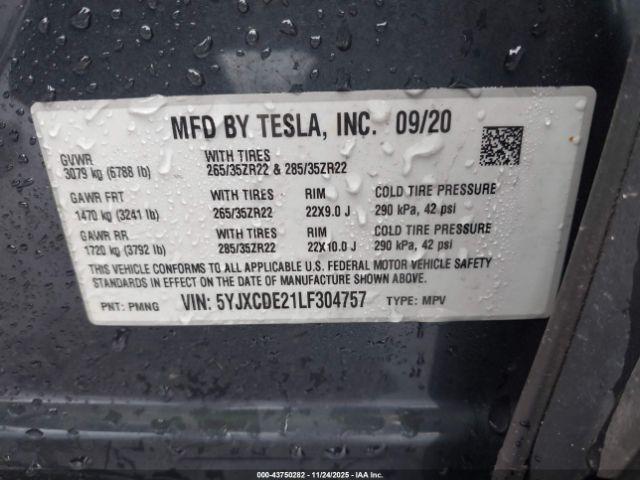 MFD BY TESLA, INC. 09/20
GVWR 3079 kg (6788 lb) WITH TIRES 265/35ZR22 & 285/35ZR22
GAWR FRT 1470 kg (3241 lb) WITH TIRES 265/35ZR22 RIM 22X9.0 J COLD TIRE PRESSURE 290 kPa, 42 psi
GAWR RR 1720 kg (3792 lb) WITH TIRES 285/35ZR22 RIM 22X10.0 J COLD TIRE PRESSURE 290 kPa, 42 psi
THIS VEHICLE CONFORMS TO ALL APPLICABLE U.S. FEDERAL MOTOR VEHICLE SAFETY
STANDARDS IN EFFECT ON THE DATE OF MANUFACTURE SHOWN ABOVE.
PNT: PMNG VIN: 5YJXCDE21LF304757 TYPE: MPV
000-43750282 - 11/24/2025 - IAA Inc.